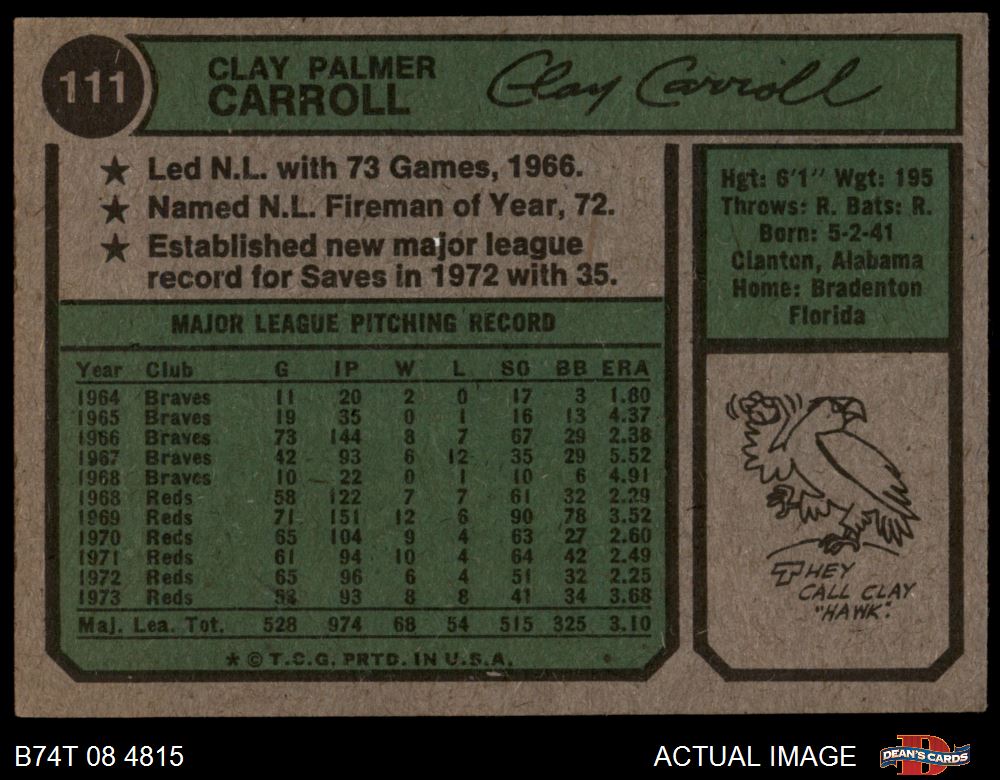 111
CLAY PALMER
CARROLL
Clay Carroll
★ Led N.L. with 73 Games, 1966.
★ Named N.L. Fireman of Year, 72.
★ Established new major league
record for Saves in 1972 with 35.
Hgt: 6'1" Wgt: 195
Throws: R. Bats: R.
Born: 5-2-41
Clanton, Alabama
Home: Bradenton
Florida
MAJOR LEAGUE PITCHING RECORD
Year Club G IP W L SO BB ERA
1964 Braves 11 20 2 0 17 3 1.80
1965 Braves 19 35 0 1 16 13 4.37
1966 Braves 73 144 8 7 67 29 2.38
1967 Braves 42 93 6 12 35 29 5.52
1968 Braves 10 22 0 1 10 6 4.91
1968 Reds 58 122 7 7 61 32 2.29
1969 Reds 71 151 12 6 90 78 3.52
1970 Reds 65 104 9 4 63 27 2.60
1971 Reds 61 94 10 4 64 42 2.49
1972 Reds 65 96 6 4 51 32 2.25
1973 Reds 53 93 8 8 41 34 3.68
Maj. Lea. Tot. 528 974 68 54 515 325 3.10
* © T.C.G. PRTD. IN U.S.A.
THEY
CALL CLAY
"HAWK".
B74T 08 4815
ACTUAL IMAGE
DEAN'S CARDS